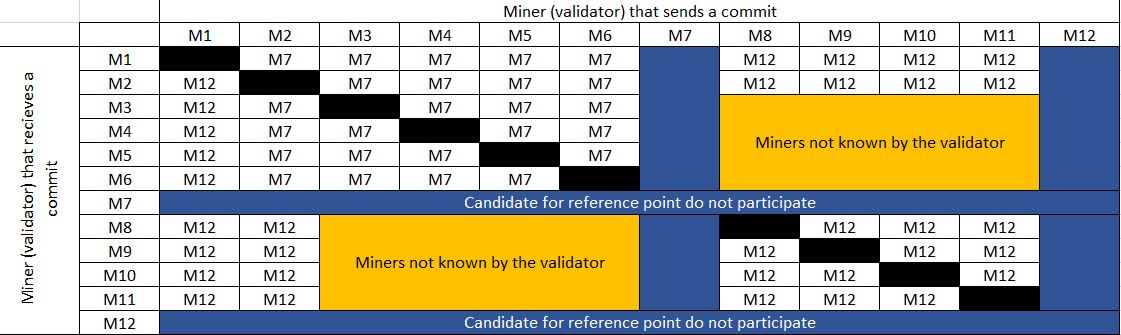 Miner (validator) that sends a commit
M1 M2 M3 M4 M5 M6 M7 M8 M9 M10 M11 M12
Miner (validator) that recieves a
commit
M1 M7 M7 M7 M7 M7 M12 M12 M12 M12
M2 M12 M7 M7 M7 M7 M12 M12 M12 M12
M3 M12 M7 M7 M7 M7
M4 M12 M7 M7 M7 M7
Miners not known by the validator
M5 M12 M7 M7 M7 M7
M6 M12 M7 M7 M7 M7
M7 Candidate for reference point do not participate
M8 M12 M12 M12 M12 M12
M9 M12 M12 M12 M12 M12
Miners not known by the validator
M10 M12 M12 M12 M12 M12
M11 M12 M12 M12 M12 M12
M12 Candidate for reference point do not participate